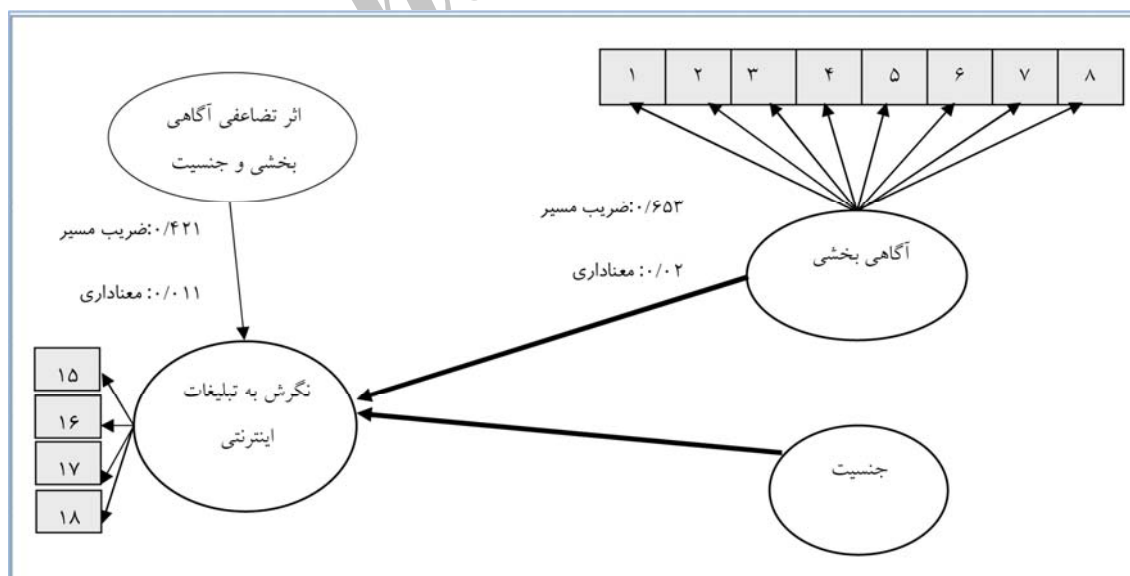 ۱ ۲ ۳ ۴ ۵ ۶ ۷ ۸
اثر تضاعفی آگاهی
بخشی و جنسیت
۰/۶۵۳:ضریب مسیر
۰/۴۲۱:ضریب مسیر
آگاهی بخشی
۰/۰۲: معناداری
۰/۰۱۱: معناداری
۱۵
نگرش به تبلیغات
۱۶
اینترنتی
۱۷
جنسیت
۱۸